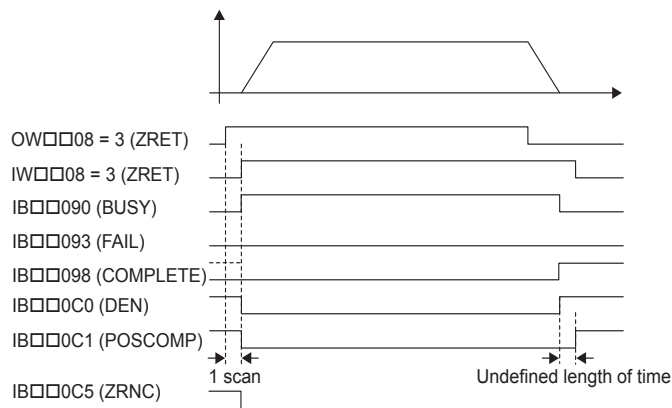 OW□□08 = 3 (ZRET)
IW□□08 = 3 (ZRET)
IB□□090 (BUSY)
IB□□093 (FAIL)
IB□□098 (COMPLETE)
IB□□0C0 (DEN)
IB□□0C1 (POSCOMP)
1 scan
Undefined length of time
IB□□0C5 (ZRNC)